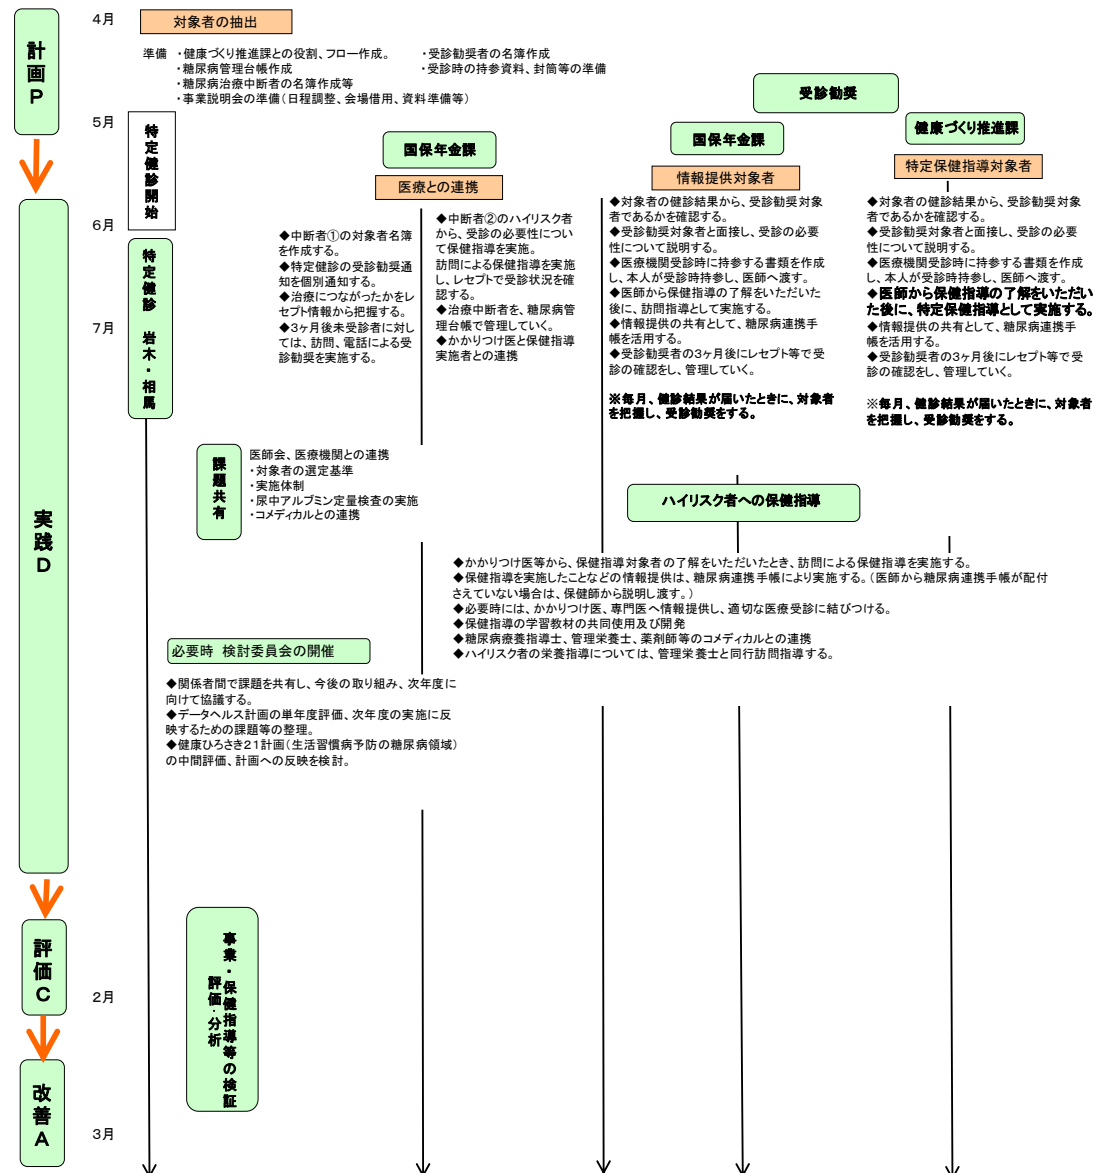 計画P
実践D
評価C
改善A
4月
5月
6月
7月
2月
3月
対象者の抽出
準備 ・健康づくり推進課との役割、フロー作成。
・糖尿病管理台帳作成
・糖尿病治療中断者の名簿作成等
・事業説明会の準備(日程調整、会場借用、資料準備等)
・受診勧奨者の名簿作成
・受診時の持参資料、封筒等の準備
特定健診開始
特定健診 岩木・相馬
国保年金課
医療との連携
◆中断者①の対象者名簿
を作成する。
◆特定健診の受診勧奨通
知を個別通知する。
◆治療につながったかをレ
セプト情報から把握する。
◆3ヶ月後未受診者に対し
ては、訪問、電話による受
診勧奨を実施する。
◆中断者②のハイリスク者
から、受診の必要性につい
て保健指導を実施。
訪問による保健指導を実施
し、レセプトで受診状況を確
認する。
◆治療中断者を、糖尿病管
理台帳で管理していく。
◆かかりつけ医と保健指導
実施者との連携
受診勧奨
国保年金課
情報提供対象者
◆対象者の健診結果から、受診勧奨対象
者であるかを確認する。
◆受診勧奨対象者と面接し、受診の必要
性について説明する。
◆医療機関受診時に持参する書類を作成
し、本人が受診時持参し、医師へ渡す。
◆医師から保健指導の了解をいただいた
後に、訪問指導として実施する。
◆情報提供の共有として、糖尿病連携手
帳を活用する。
◆受診勧奨者の3ヶ月後にレセプト等で受
診の確認をし、管理していく。
※毎月、健診結果が届いたときに、対象者
を把握し、受診勧奨をする。
健康づくり推進課
特定保健指導対象者
◆対象者の健診結果から、受診勧奨対象
者であるかを確認する。
◆受診勧奨対象者と面接し、受診の必要
性について説明する。
◆医療機関受診時に持参する書類を作成
し、本人が受診時持参し、医師へ渡す。
◆医師から保健指導の了解をいただい
た後に、特定保健指導として実施する。
◆情報提供の共有として、糖尿病連携手
帳を活用する。
◆受診勧奨者の3ヶ月後にレセプト等で受
診の確認をし、管理していく。
※毎月、健診結果が届いたときに、対象者
を把握し、受診勧奨をする。
課題共有
医師会、医療機関との連携
・対象者の選定基準
・実施体制
・尿中アルブミン定量検査の実施
・コメディカルとの連携
ハイリスク者への保健指導
◆かかりつけ医等から、保健指導対象者の了解をいただいたとき、訪問による保健指導を実施する。
◆保健指導を実施したことなどの情報提供は、糖尿病連携手帳により実施する。(医師から糖尿病連携手帳が配付
さえていない場合は、保健師から説明し渡す。)
◆必要時には、かかりつけ医、専門医へ情報提供し、適切な医療受診に結びつける。
◆保健指導の学習教材の共同使用及び開発
◆糖尿病療養指導士、管理栄養士、薬剤師等のコメディカルとの連携
◆ハイリスク者の栄養指導については、管理栄養士と同行訪問指導する。
必要時 検討委員会の開催
◆関係者間で課題を共有し、今後の取り組み、次年度に
向けて協議する。
◆データヘルス計画の単年度評価、次年度の実施に反
映するための課題等の整理。
◆健康ひろさき21計画(生活習慣病予防の糖尿病領域)
の中間評価、計画への反映を検討。
事業・保健指導等の検証
評価・分析